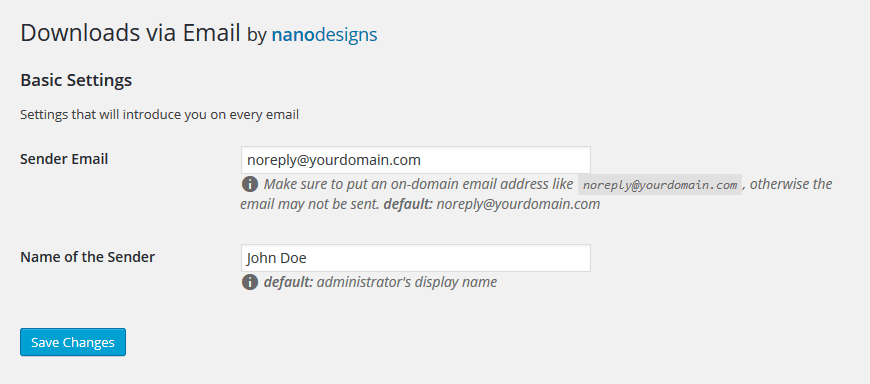 Downloads via Email by nanodesigns
Basic Settings
Settings that will introduce you on every email
Sender Email
noreply@yourdomain.com
Make sure to put an on-domain email address like noreply@yourdomain.com, otherwise the
email may not be sent. default: noreply@yourdomain.com
Name of the Sender
John Doe
default: administrator's display name
Save Changes